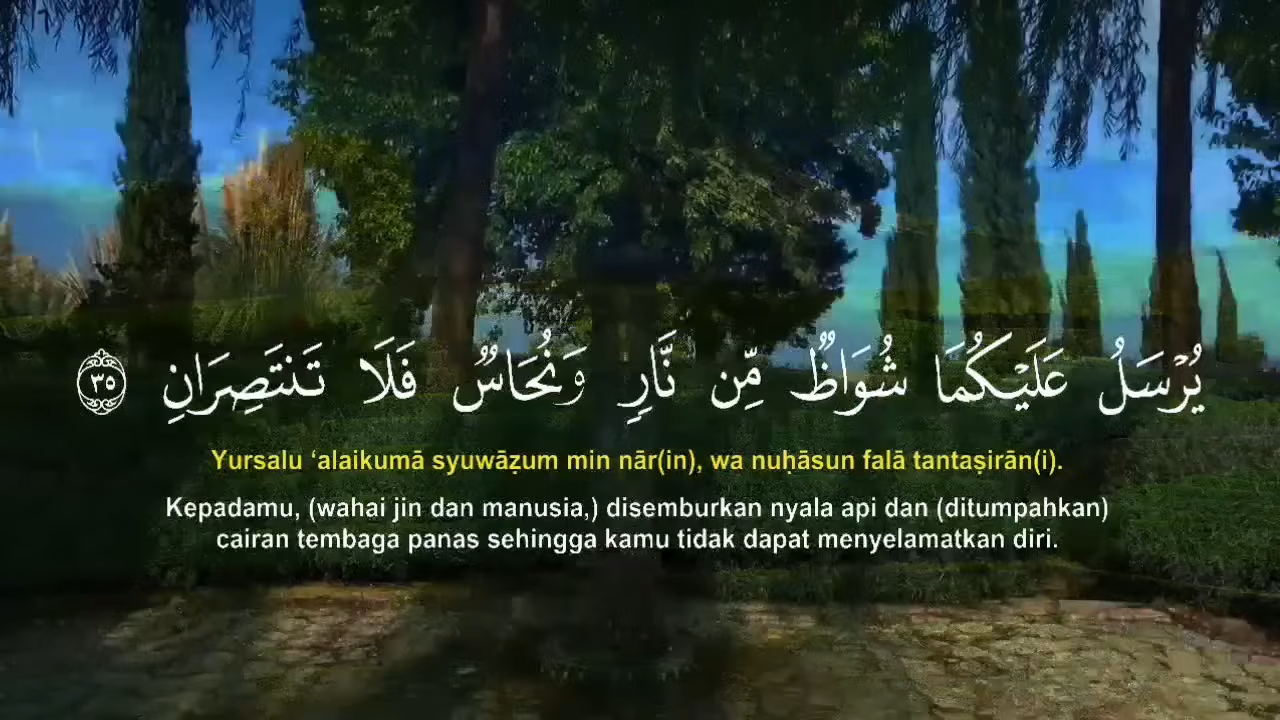 يُرْسَلُ عَلَيْكُمَا شُوَاظٌ مِّن نَّارٍ وَنُحَاسٌ فَلَا تَنتَصِرَانِ ٣٥
Yursalu ‘alaikumā syuwāẓum min nār(in), wa nuḥāsun falā tantaṣirān(i).
Kepadamu, (wahai jin dan manusia,) disemburkan nyala api dan (ditumpahkan)
cairan tembaga panas sehingga kamu tidak dapat menyelamatkan diri.